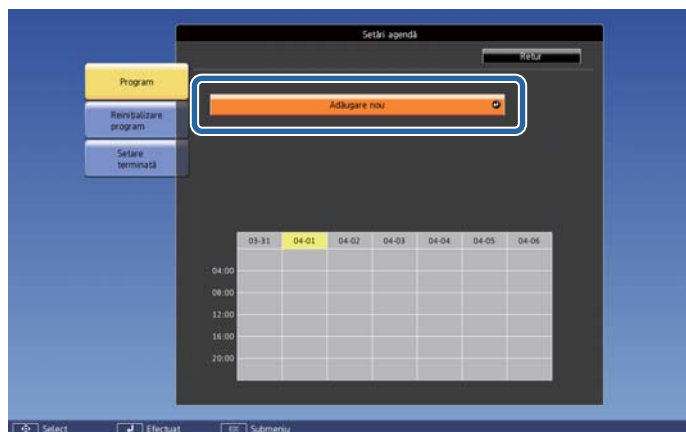 Setări agendă
Retur
Program
Adăugare nou
Reinițializare
program
Setare
terminată
03-31 04-01 04-02 04-03 04-04 04-05 04-06
04:00
08:00
12:00
16:00
20:00
Select Efectuat Submeniu